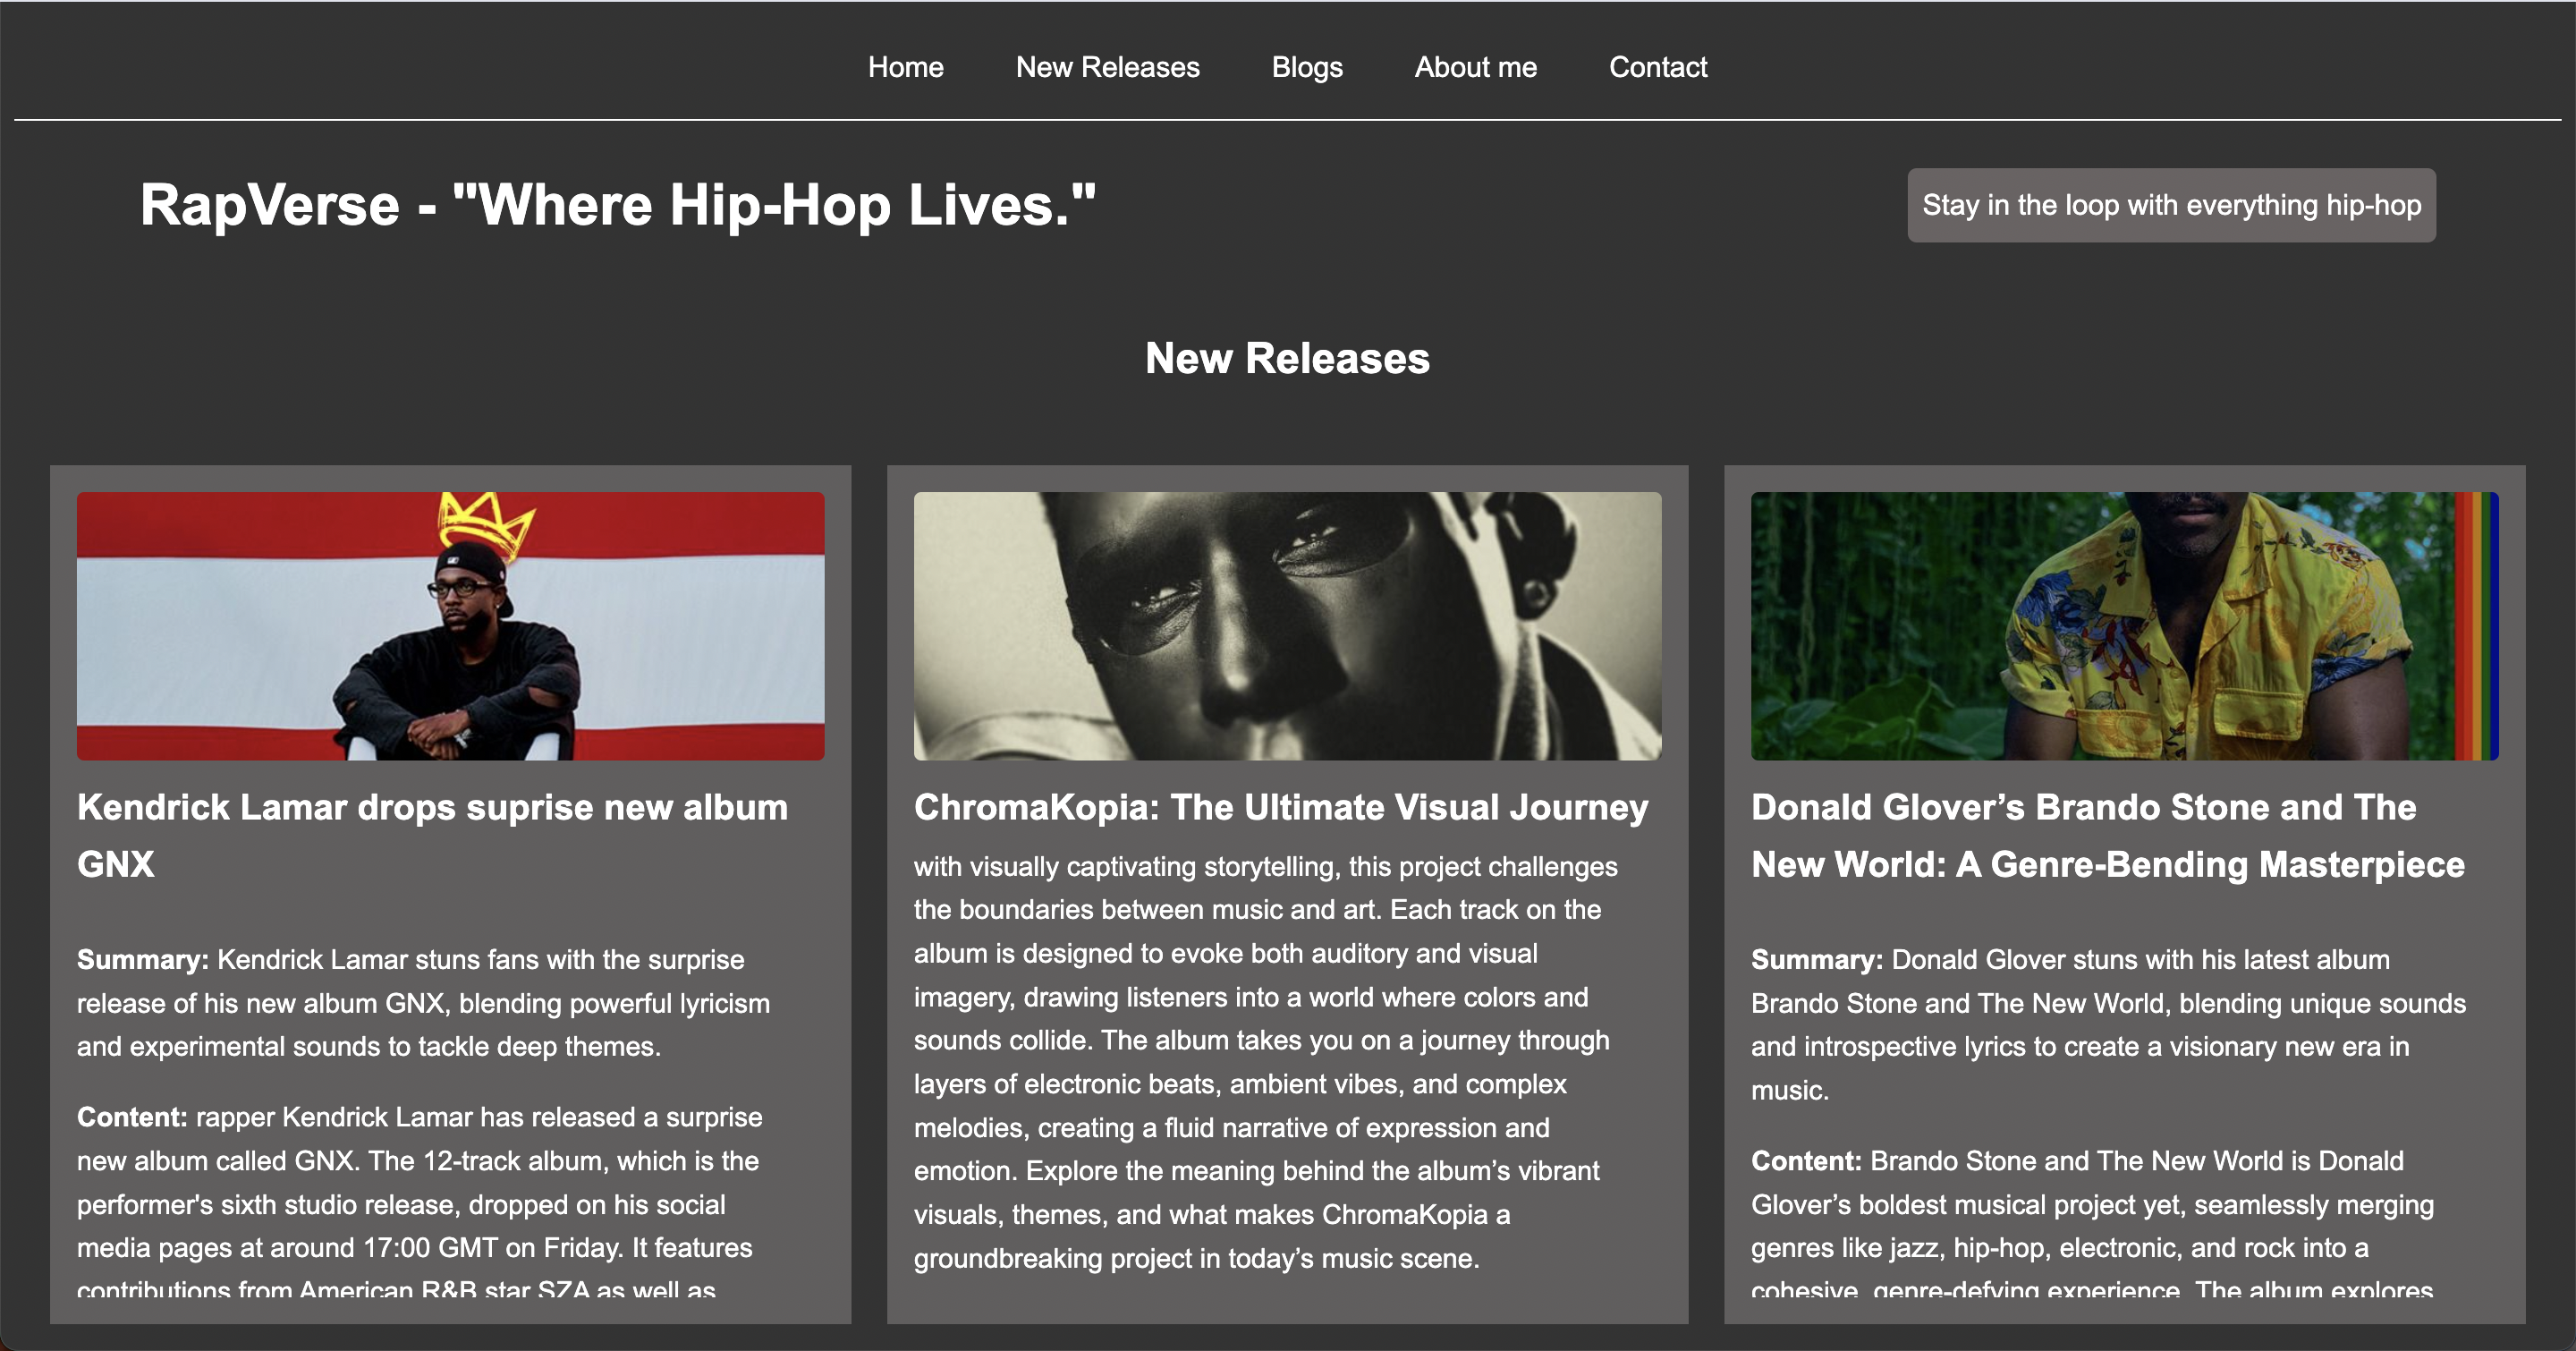 Home New Releases Blogs About me Contact
RapVerse - "Where Hip-Hop Lives."
Stay in the loop with everything hip-hop
New Releases
Kendrick Lamar drops suprise new album
GNX
Summary: Kendrick Lamar stuns fans with the surprise
release of his new album GNX, blending powerful lyricism
and experimental sounds to tackle deep themes.
Content: rapper Kendrick Lamar has released a surprise
new album called GNX. The 12-track album, which is the
performer's sixth studio release, dropped on his social
media pages at around 17:00 GMT on Friday. It features
contributions from American R&B star SZA as well as
ChromaKopia: The Ultimate Visual Journey
with visually captivating storytelling, this project challenges
the boundaries between music and art. Each track on the
album is designed to evoke both auditory and visual
imagery, drawing listeners into a world where colors and
sounds collide. The album takes you on a journey through
layers of electronic beats, ambient vibes, and complex
melodies, creating a fluid narrative of expression and
emotion. Explore the meaning behind the album’s vibrant
visuals, themes, and what makes ChromaKopia a
groundbreaking project in today’s music scene.
Donald Glover’s Brando Stone and The
New World: A Genre-Bending Masterpiece
Summary: Donald Glover stuns with his latest album
Brando Stone and The New World, blending unique sounds
and introspective lyrics to create a visionary new era in
music.
Content: Brando Stone and The New World is Donald
Glover’s boldest musical project yet, seamlessly merging
genres like jazz, hip-hop, electronic, and rock into a
cohesive, genre-defying experience. The album explores